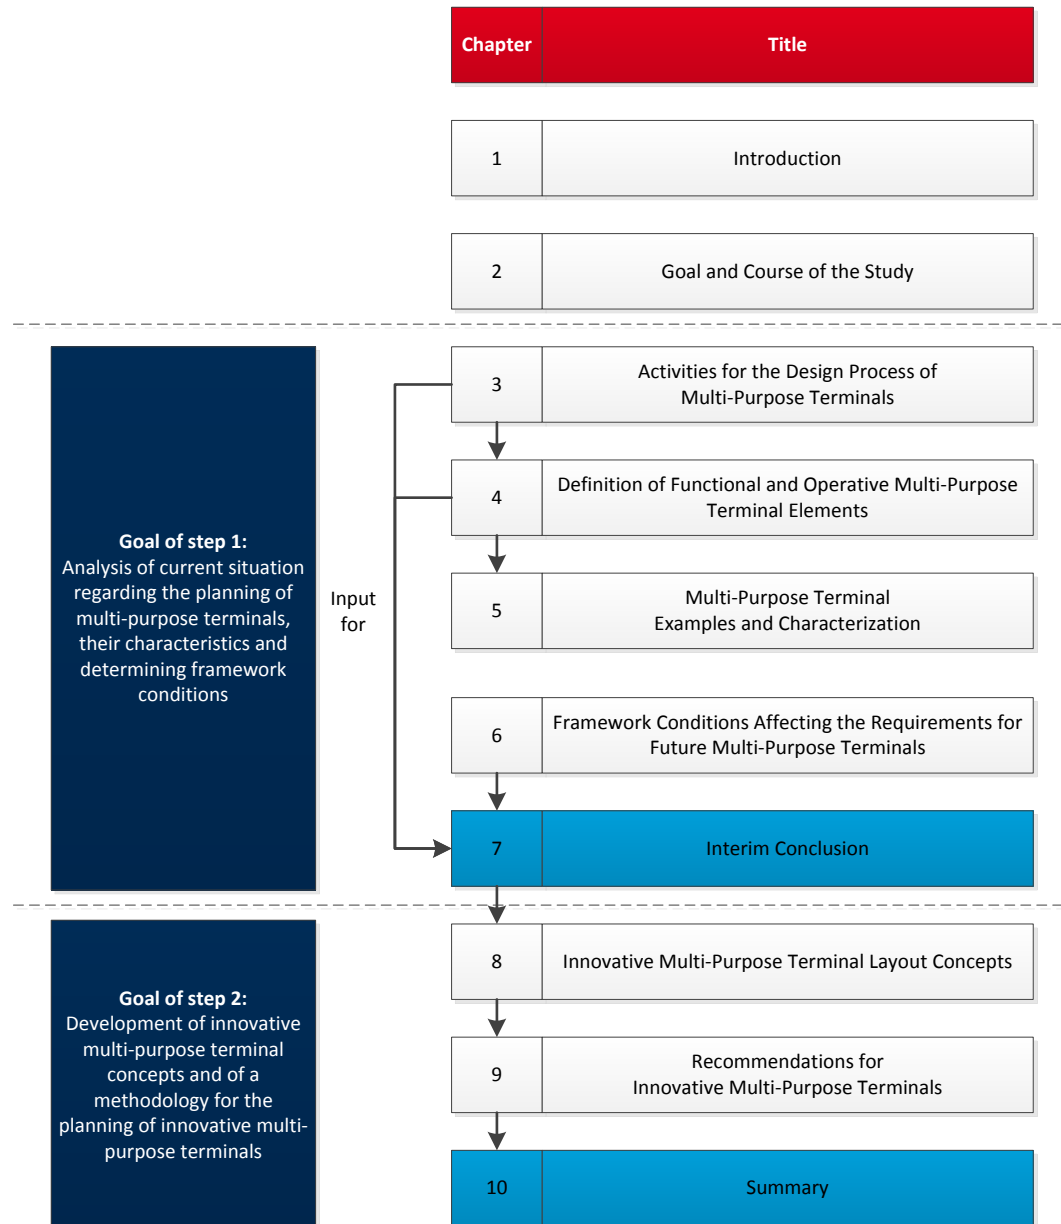 Chapter Title
1 Introduction
2 Goal and Course of the Study
Goal of step 1:
Analysis of current situation
regarding the planning of
multi-purpose terminals,
their characteristics and
determining framework
conditions
Input
for
3 Activities for the Design Process of
Multi-Purpose Terminals
4 Definition of Functional and Operative Multi-Purpose
Terminal Elements
5 Multi-Purpose Terminal
Examples and Characterization
6 Framework Conditions Affecting the Requirements for
Future Multi-Purpose Terminals
7 Interim Conclusion
Goal of step 2:
Development of innovative
multi-purpose terminal
concepts and of a
methodology for the
planning of innovative multi-
purpose terminals
8 Innovative Multi-Purpose Terminal Layout Concepts
9 Recommendations for
Innovative Multi-Purpose Terminals
10 Summary